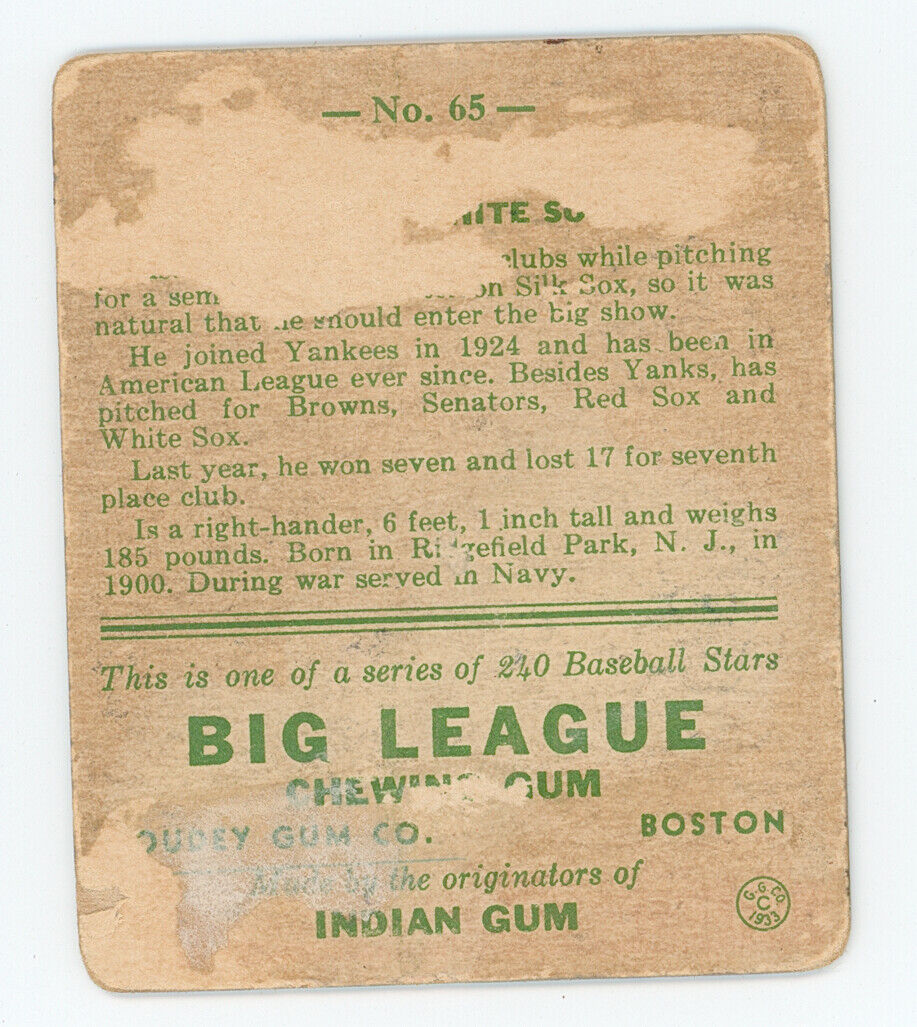 — No. 65 —
clubs while pitching
for a
Silk Sox, so it was
natural that he should enter the big show.
He joined Yankees in 1924 and has been in
American League ever since. Besides Yanks, has
pitched for Browns, Senators, Red Sox and
White Sox.
Last year, he won seven and lost 17 for seventh
place club.
Is a right-hander, 6 feet, 1 inch tall and weighs
185 pounds. Born in Ridgefield Park, N. J., in
1900. During war served in Navy.
This is one of a series of 240 Baseball Stars
BIG LEAGUE
CHEWING GUM
OUDEY GUM CO. BOSTON
Made by the originators of
INDIAN GUM
G.G.CO.
C
1933